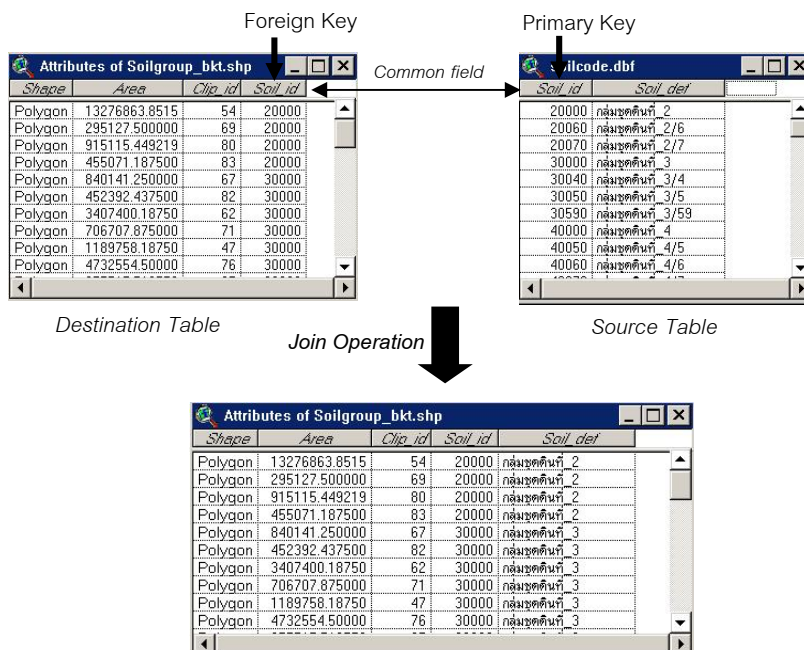 Foreign Key
Primary Key
Attributes of Soilgroup_bkt.shp
Shape Area Clip_id Soil_id
Polygon 13276863.8515 54 20000
Polygon 295127.500000 69 20000
Polygon 915115.449219 80 20000
Polygon 455071.187500 83 20000
Polygon 840141.250000 67 30000
Polygon 452392.437500 82 30000
Polygon 3407400.18750 62 30000
Polygon 706707.875000 71 30000
Polygon 1189758.18750 47 30000
Polygon 4732554.50000 76 30000
Common field
soilcode.dbf
Soil_id Soil_def
20000 กลุ่มชุดดินที่_2
20060 กลุ่มชุดดินที่_2/6
20070 กลุ่มชุดดินที่_2/7
30000 กลุ่มชุดดินที่_3
30040 กลุ่มชุดดินที่_3/4
30050 กลุ่มชุดดินที่_3/5
30590 กลุ่มชุดดินที่_3/59
40000 กลุ่มชุดดินที่_4
40050 กลุ่มชุดดินที่_4/5
40060 กลุ่มชุดดินที่_4/6
Destination Table
Source Table
Join Operation
Attributes of Soilgroup_bkt.shp
Shape Area Clip_id Soil_id Soil_def
Polygon 13276863.8515 54 20000 กลุ่มชุดดินที่_2
Polygon 295127.500000 69 20000 กลุ่มชุดดินที่_2
Polygon 915115.449219 80 20000 กลุ่มชุดดินที่_2
Polygon 455071.187500 83 20000 กลุ่มชุดดินที่_2
Polygon 840141.250000 67 30000 กลุ่มชุดดินที่_3
Polygon 452392.437500 82 30000 กลุ่มชุดดินที่_3
Polygon 3407400.18750 62 30000 กลุ่มชุดดินที่_3
Polygon 706707.875000 71 30000 กลุ่มชุดดินที่_3
Polygon 1189758.18750 47 30000 กลุ่มชุดดินที่_3
Polygon 4732554.50000 76 30000 กลุ่มชุดดินที่_3